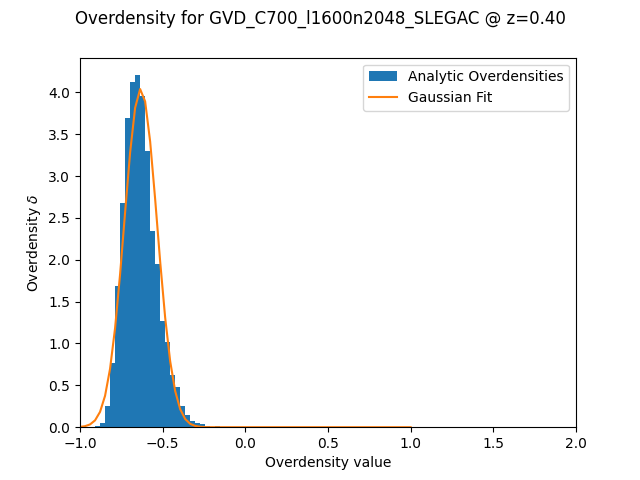 Overdensity for GVD_C700_l1600n2048_SLEGAC @ z=0.40
Analytic Overdensities
Gaussian Fit
Overdensity δ
4.0
3.5
3.0
2.5
2.0
1.5
1.0
0.5
0.0
−1.0 −0.5 0.0 0.5 1.0 1.5 2.0
Overdensity value